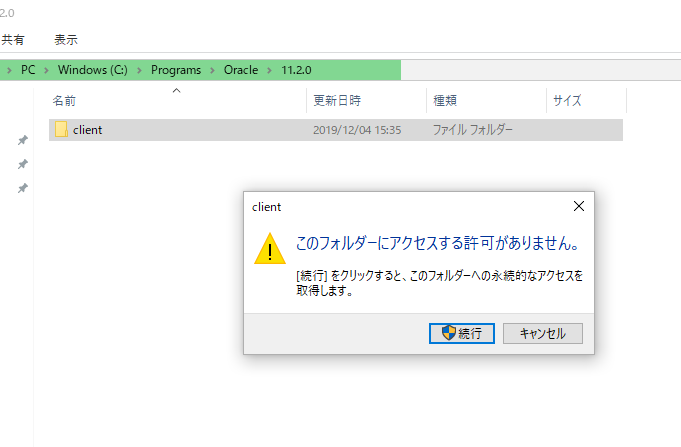 2.0
共有 表示
PC Windows (C:) Programs Oracle 11.2.0
名前 更新日時 種類 サイズ
client 2019/12/04 15:35 ファイル フォルダー
client
このフォルダーにアクセスする許可がありません。
[続行] をクリックすると、このフォルダーへの永続的なアクセスを
取得します。
続行 キャンセル